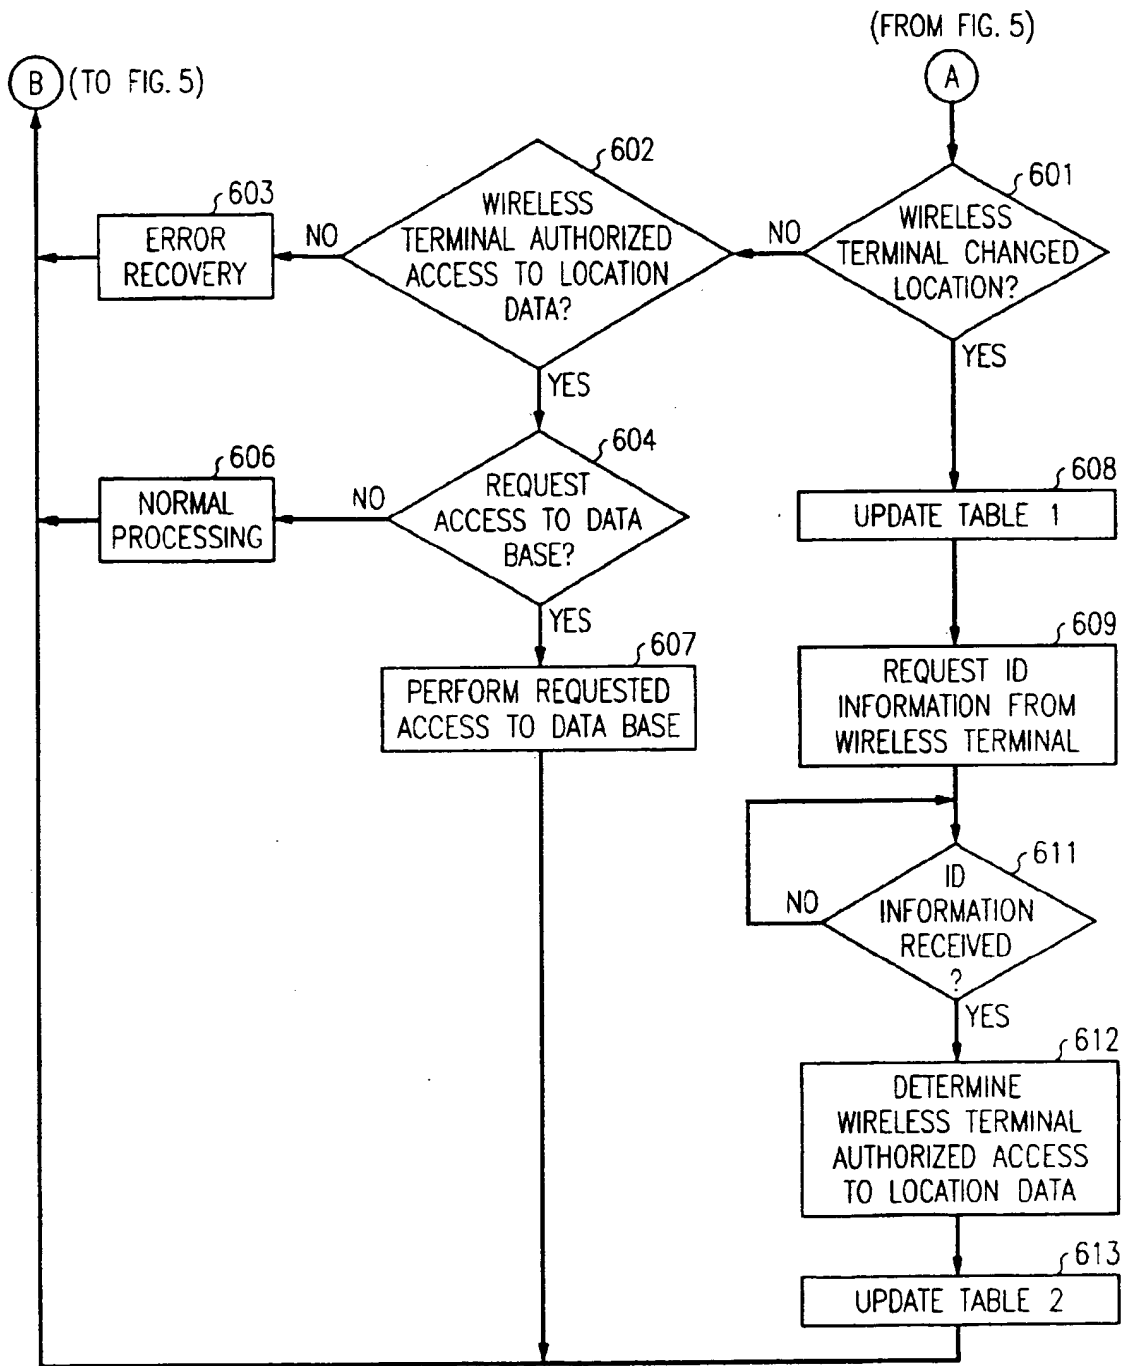 (FROM FIG. 5)
B (TO FIG. 5)
A
602
601
603
WIRELESS
TERMINAL CHANGED
LOCATION?
NO
YES
WIRELESS
TERMINAL AUTHORIZED
ACCESS TO LOCATION
DATA?
NO
YES
ERROR
RECOVERY
604
REQUEST
ACCESS TO DATA
BASE?
NO
YES
606
NORMAL
PROCESSING
607
PERFORM REQUESTED
ACCESS TO DATA BASE
608
UPDATE TABLE 1
609
REQUEST ID
INFORMATION FROM
WIRELESS TERMINAL
611
ID
INFORMATION
RECEIVED
?
NO
YES
612
DETERMINE
WIRELESS TERMINAL
AUTHORIZED ACCESS
TO LOCATION DATA
613
UPDATE TABLE 2